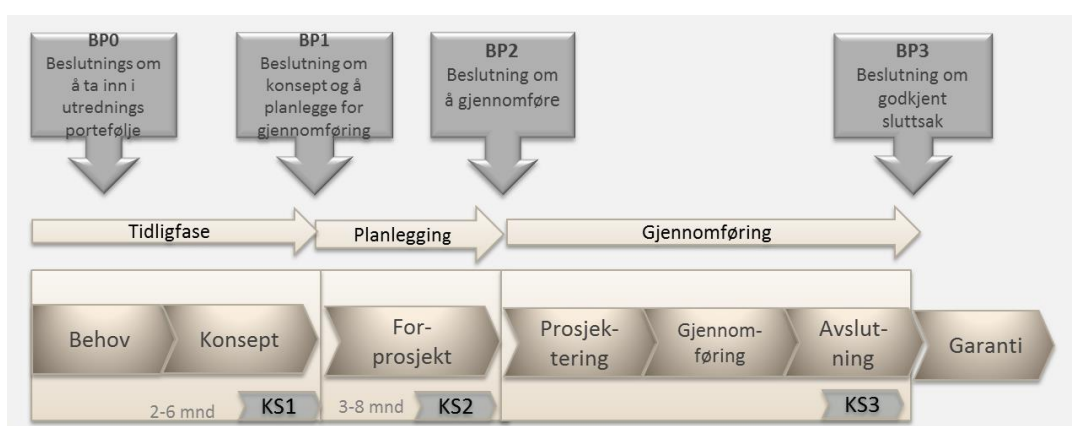 BP0
Beslutnings om
å ta inn i
utrednings
portefølje
BP1
Beslutning om
konsept og å
planlegge for
gjennomføring
BP2
Beslutning om
å gjennomføre
BP3
Beslutning om
godkjent
sluttsak
Tidligfase
Planlegging
Gjennomføring
Behov
Konsept
For-
prosjekt
Prosjek-
tering
Gjennom-
føring
Avslut-
ning
Garanti
2-6 mnd
KS1
3-8 mnd
KS2
KS3